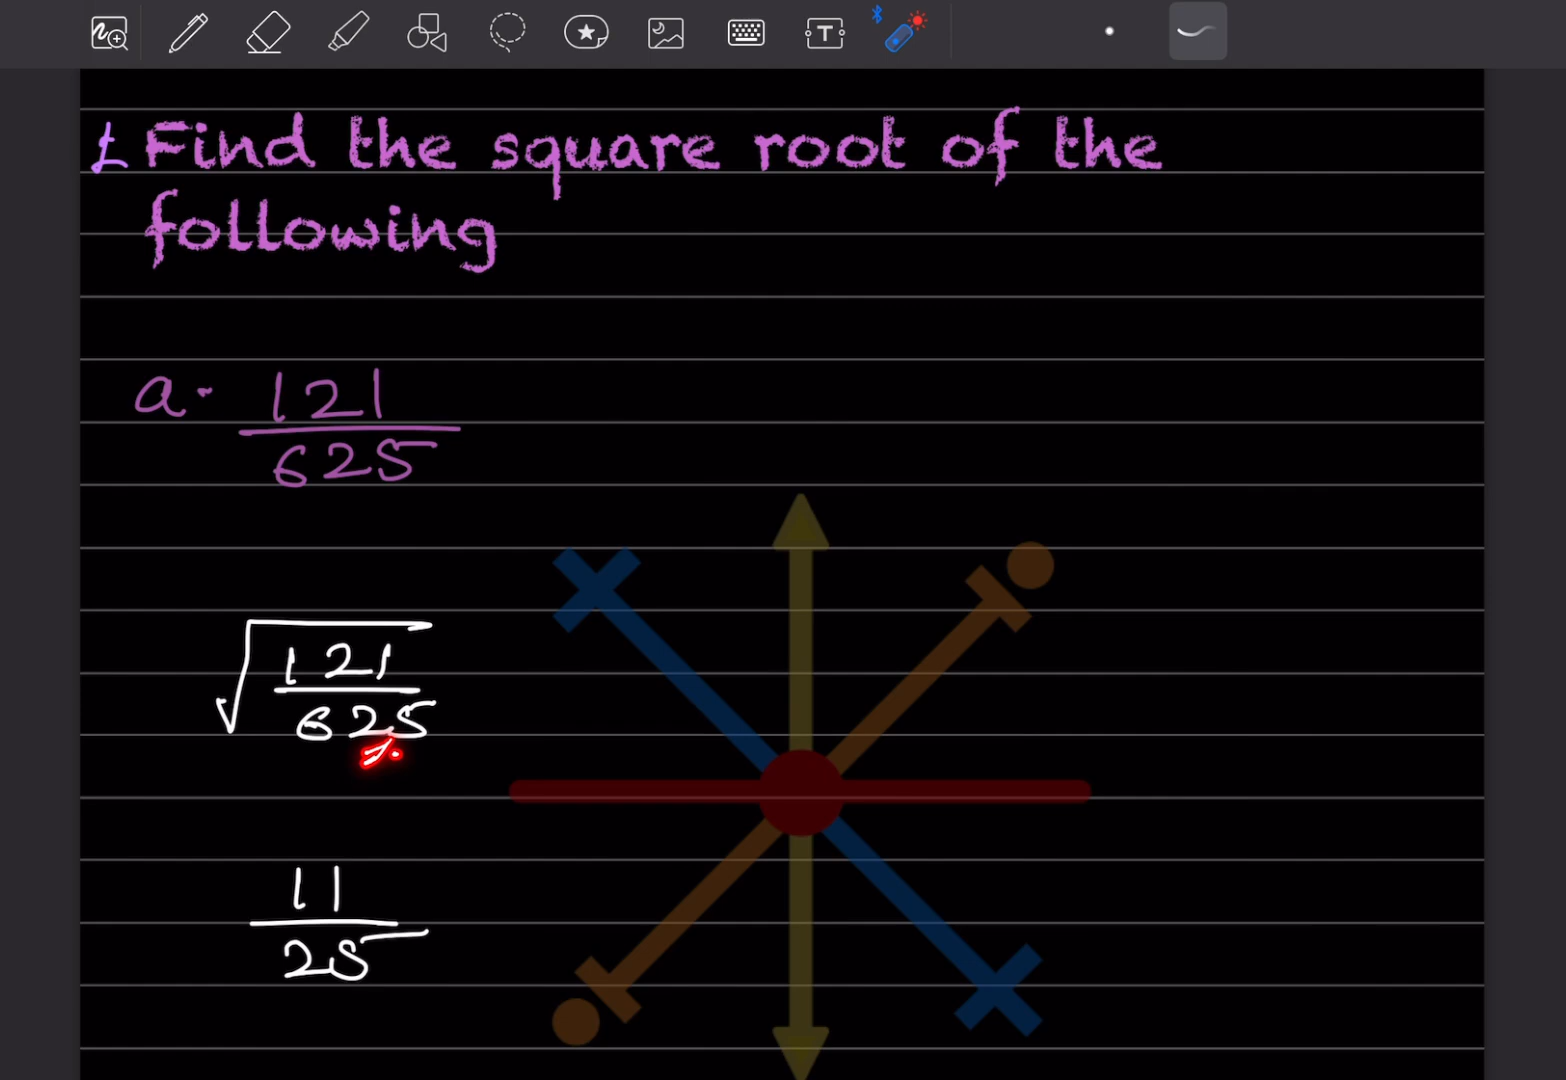 1 Find the square root of the
following
a. 121
625
√121
625
11
25